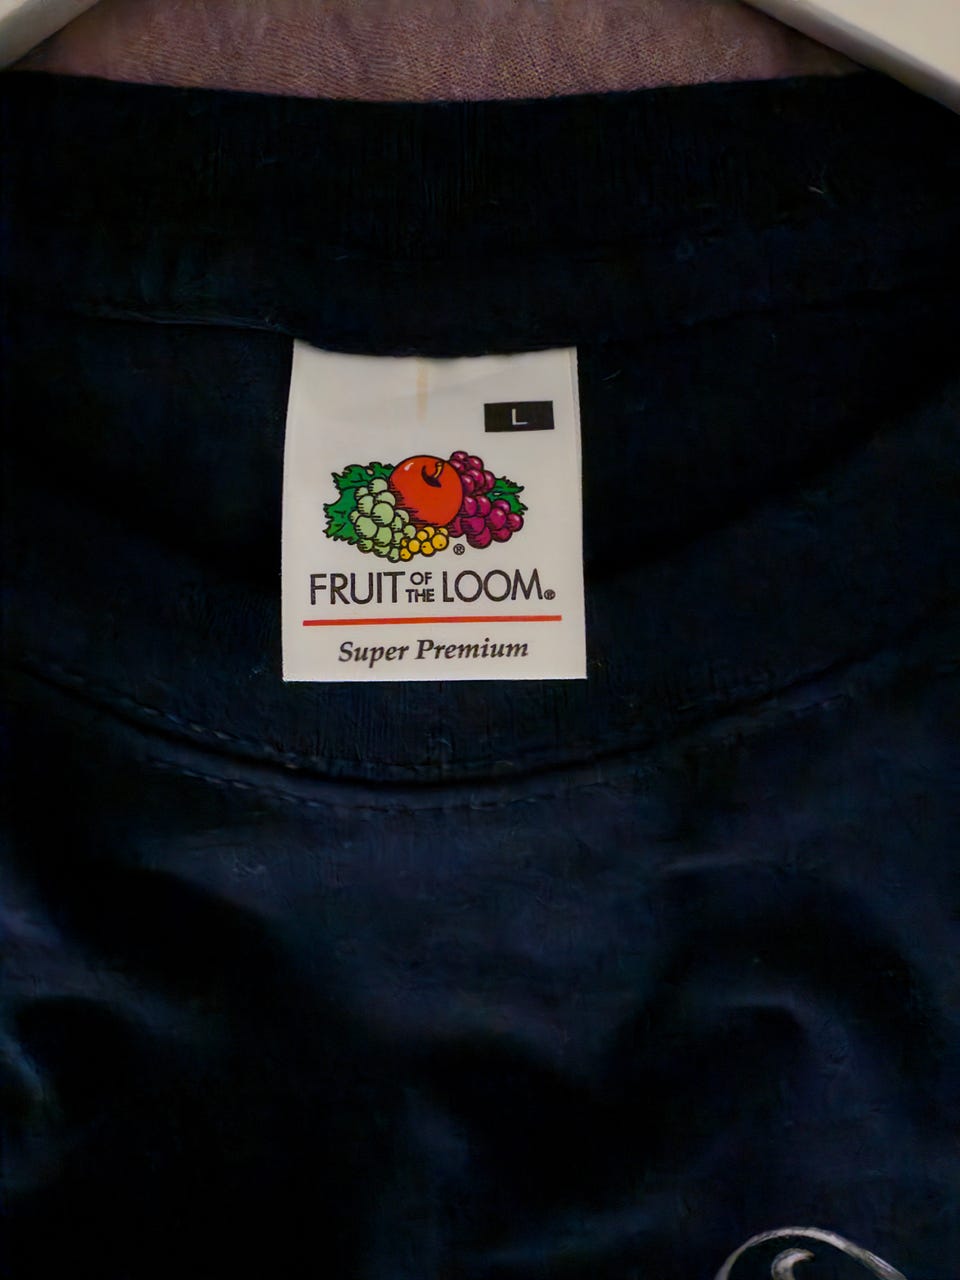 L
®
FRUIT OF THE LOOM®
Super Premium